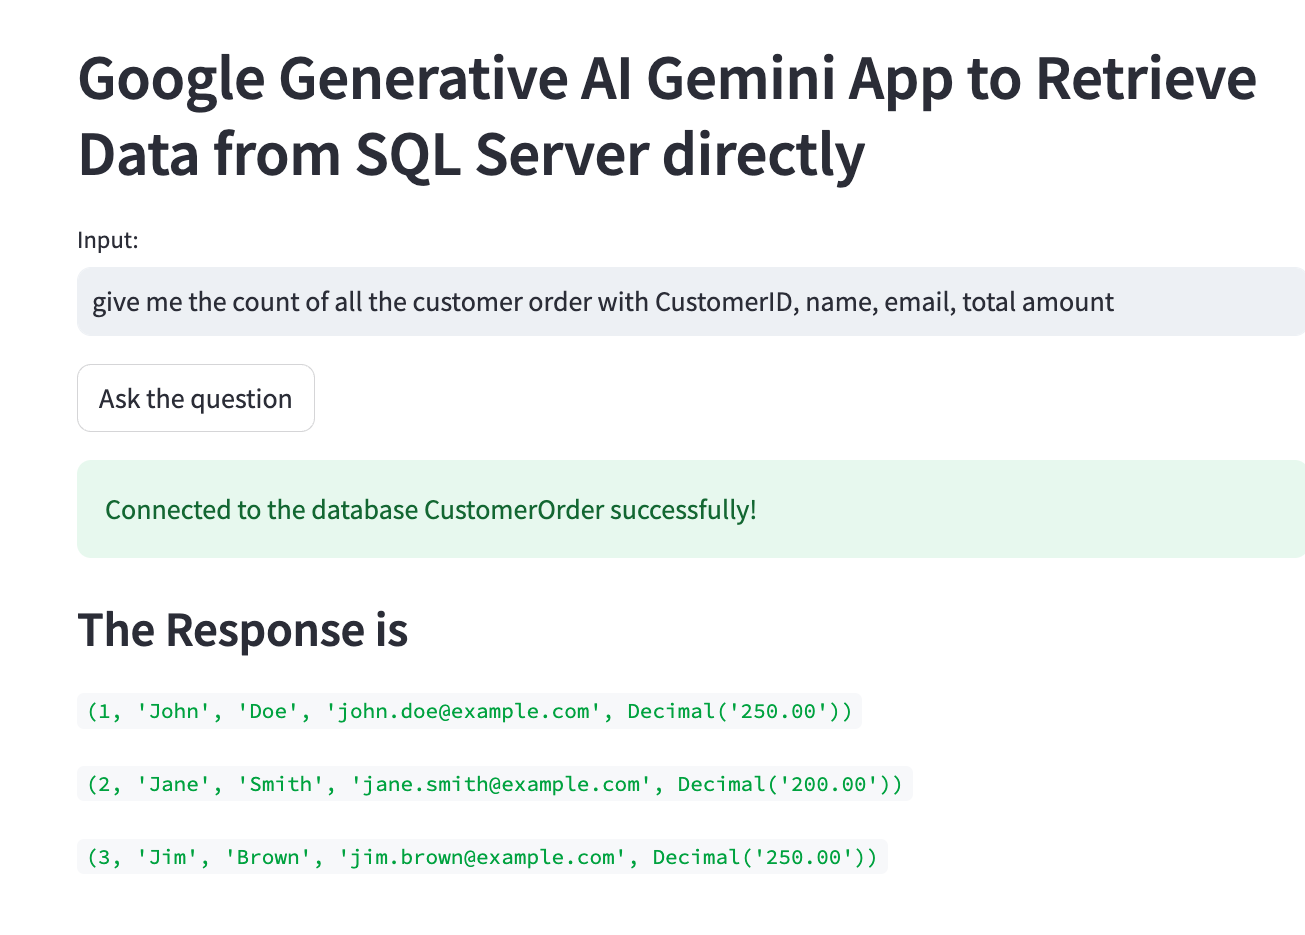 Google Generative AI Gemini App to Retrieve
Data from SQL Server directly
Input:
give me the count of all the customer order with CustomerID, name, email, total amount
Ask the question
Connected to the database CustomerOrder successfully!
The Response is
(1, 'John', 'Doe', 'john.doe@example.com', Decimal('250.00'))
(2, 'Jane', 'Smith', 'jane.smith@example.com', Decimal('200.00'))
(3, 'Jim', 'Brown', 'jim.brown@example.com', Decimal('250.00'))